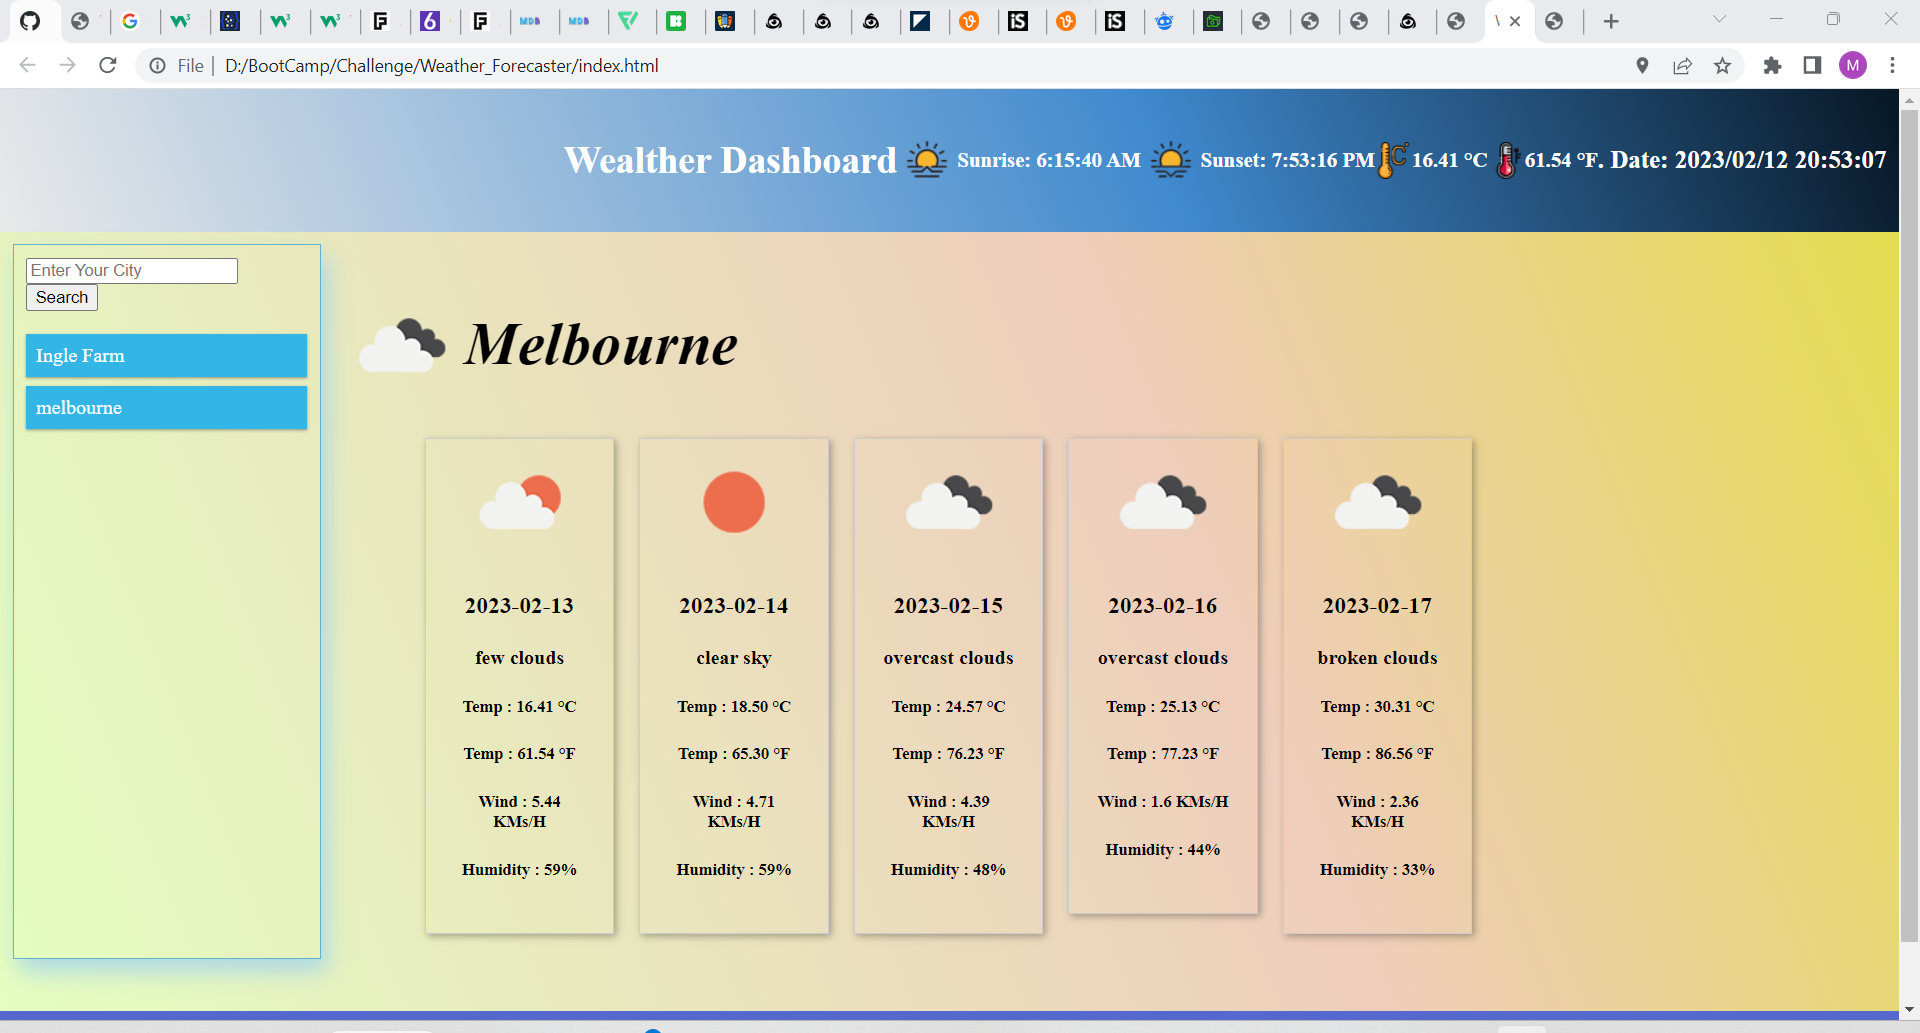 File | D:/BootCamp/Challenge/Weather_Forecaster/index.html
M
Wealther Dashboard Sunrise: 6:15:40 AM Sunset: 7:53:16 PM 16.41 °C 61.54 °F. Date: 2023/02/12 20:53:07
Enter Your City
Search
Ingle Farm
melbourne
Melbourne
2023-02-13
few clouds
Temp : 16.41 °C
Temp : 61.54 °F
Wind : 5.44
KMs/H
Humidity : 59%
2023-02-14
clear sky
Temp : 18.50 °C
Temp : 65.30 °F
Wind : 4.71
KMs/H
Humidity : 59%
2023-02-15
overcast clouds
Temp : 24.57 °C
Temp : 76.23 °F
Wind : 4.39
KMs/H
Humidity : 48%
2023-02-16
overcast clouds
Temp : 25.13 °C
Temp : 77.23 °F
Wind : 1.6 KMs/H
Humidity : 44%
2023-02-17
broken clouds
Temp : 30.31 °C
Temp : 86.56 °F
Wind : 2.36
KMs/H
Humidity : 33%